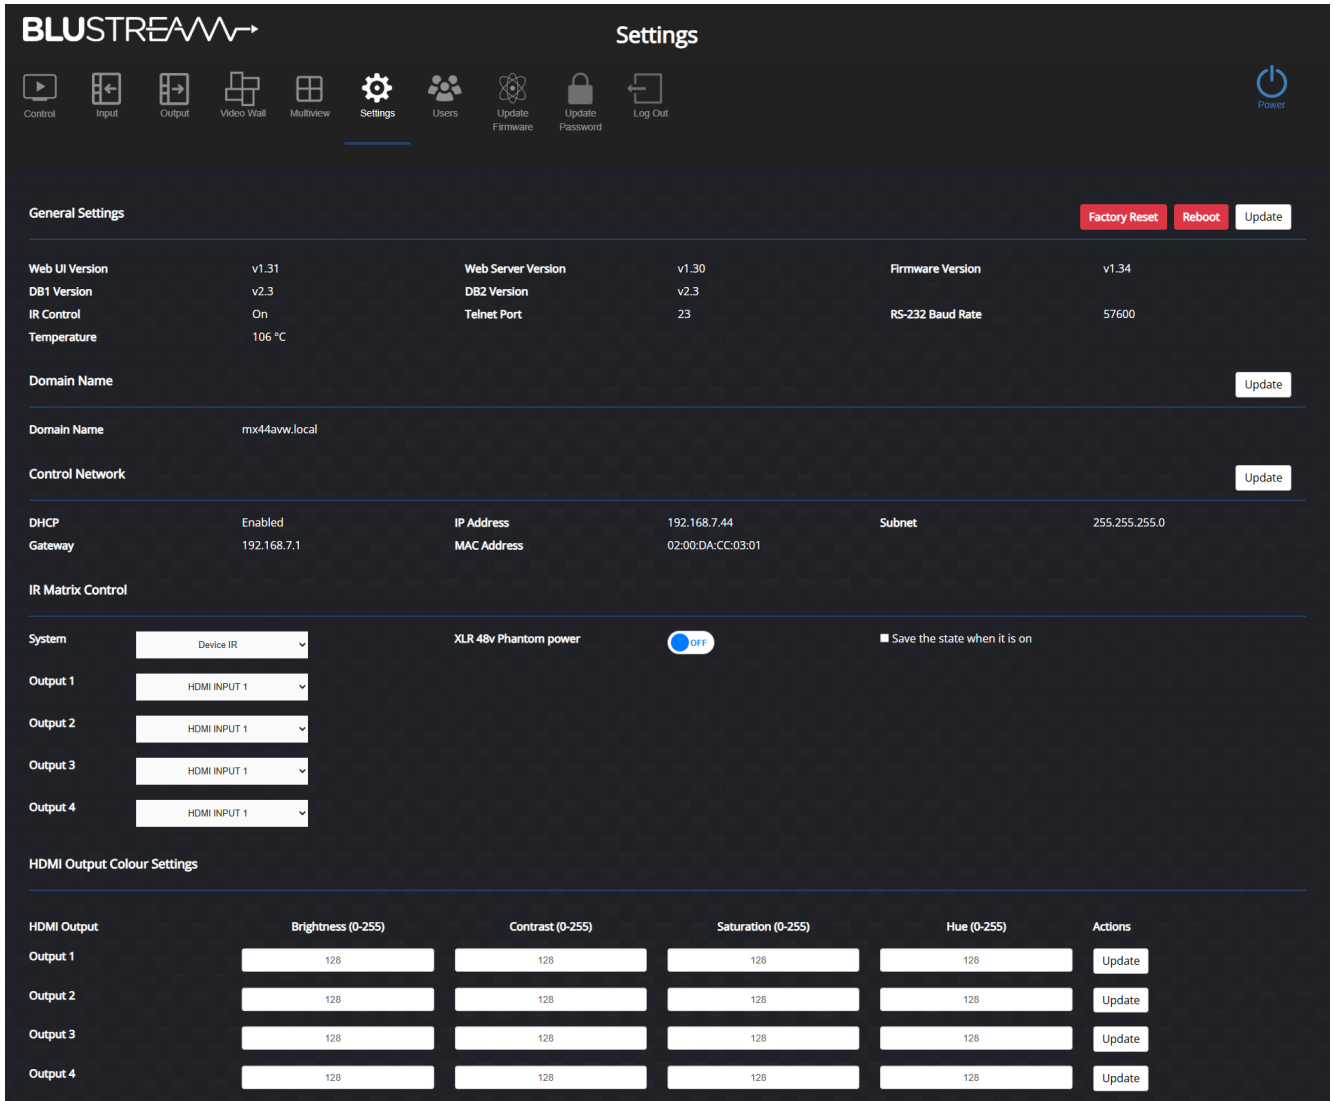 BLUSTREAM
Settings
Control Input Output Video Wall Multiview Settings Users Update Firmware Update Password Log Out Power
General Settings Factory Reset Reboot Update
Web UI Version v1.31 Web Server Version v1.30 Firmware Version v1.34
DB1 Version v2.3 DB2 Version v2.3
IR Control On Telnet Port 23 RS-232 Baud Rate 57600
Temperature 106 °C
Domain Name Update
Domain Name mx44avw.local
Control Network Update
DHCP Enabled IP Address 192.168.7.44 Subnet 255.255.255.0
Gateway 192.168.7.1 MAC Address 02:00:DA:CC:03:01
IR Matrix Control
System Device IR XLR 48v Phantom power OFF Save the state when it is on
Output 1 HDMI INPUT 1
Output 2 HDMI INPUT 1
Output 3 HDMI INPUT 1
Output 4 HDMI INPUT 1
HDMI Output Colour Settings
HDMI Output Brightness (0-255) Contrast (0-255) Saturation (0-255) Hue (0-255) Actions
Output 1 128 128 128 128 Update
Output 2 128 128 128 128 Update
Output 3 128 128 128 128 Update
Output 4 128 128 128 128 Update